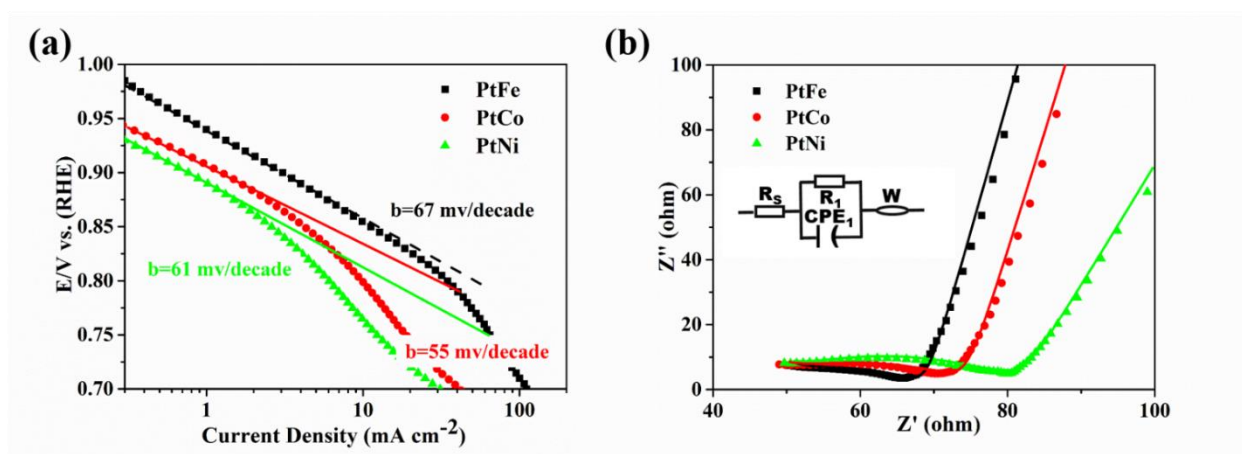 (a)
1.00
0.95
0.90
0.85
0.80
0.75
0.70
E/V vs. (RHE)
PtFe
PtCo
PtNi
b=67 mv/decade
b=61 mv/decade
b=55 mv/decade
1
10
100
Current Density (mA cm-2)
(b)
100
80
60
40
20
0
Z'' (ohm)
PtFe
PtCo
PtNi
Rs
R1
CPE1
W
40
60
80
100
Z' (ohm)